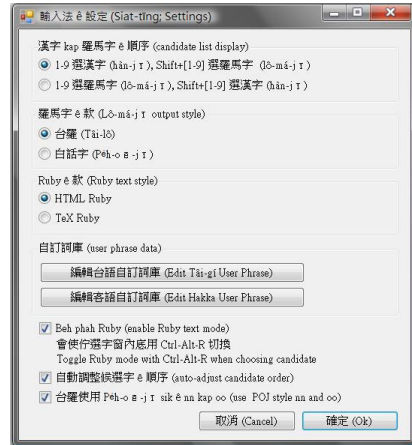 輸入法 ê 設定 (Siat-tīng; Settings)
漢字 kap 羅馬字 ê 順序 (candidate list display)
1-9 選漢字 (hàn-jī), Shift+[1-9] 選羅馬字 (lô-má-jī)
1-9 選羅馬字 (lô-má-jī), Shift+[1-9] 選漢字 (hàn-jī)
羅馬字 ê 款 (Lô-má-jī output style)
台羅 (Tâi-lô)
白話字 (Pe̍h-ōe-jī)
Ruby ê 款 (Ruby text style)
HTML Ruby
TeX Ruby
自訂詞庫 (user phrase data)
編輯台語自訂詞庫 (Edit Tâi-gí User Phrase)
編輯客語自訂詞庫 (Edit Hakka User Phrase)
Beh phah Ruby (enable Ruby text mode)
會使佇選字窗內底用 Ctrl-Alt-R 切換
Toggle Ruby mode with Ctrl-Alt-R when choosing candidate
自動調整候選字 ê 順序 (auto-adjust candidate order)
台羅使用 Pe̍h-ōe-jī sik ê nn kap oo (use POJ style nn and oo)
取消 (Cancel)
確定 (Ok)